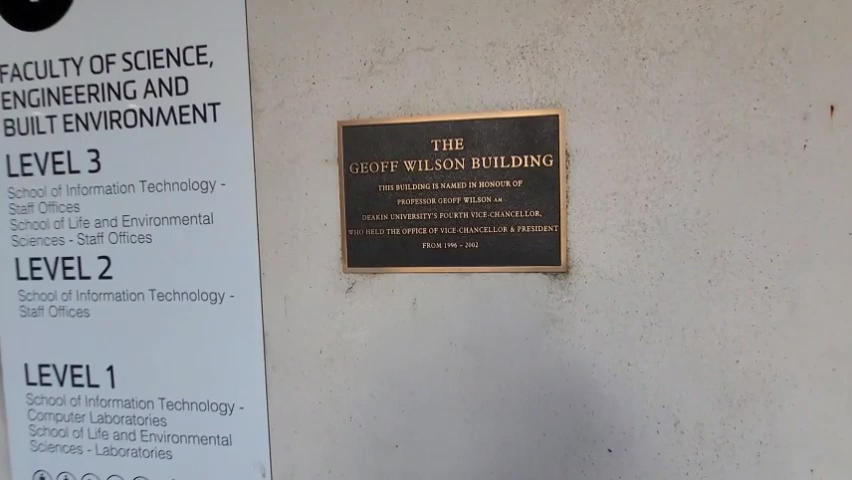 FACULTY OF SCIENCE,
ENGINEERING AND
BUILT ENVIRONMENT
LEVEL 3
School of Information Technology -
Staff Offices
School of Life and Environmental
Sciences - Staff Offices
LEVEL 2
School of Information Technology -
Staff Offices
LEVEL 1
School of Information Technology -
Computer Laboratories
School of Life and Environmental
Sciences - Laboratories
THE
GEOFF WILSON BUILDING
THIS BUILDING IS NAMED IN HONOUR OF
PROFESSOR GEOFF WILSON AM
DEAKIN UNIVERSITY'S FOURTH VICE-CHANCELLOR,
WHO HELD THE OFFICE OF VICE-CHANCELLOR & PRESIDENT
FROM 1996 - 2002